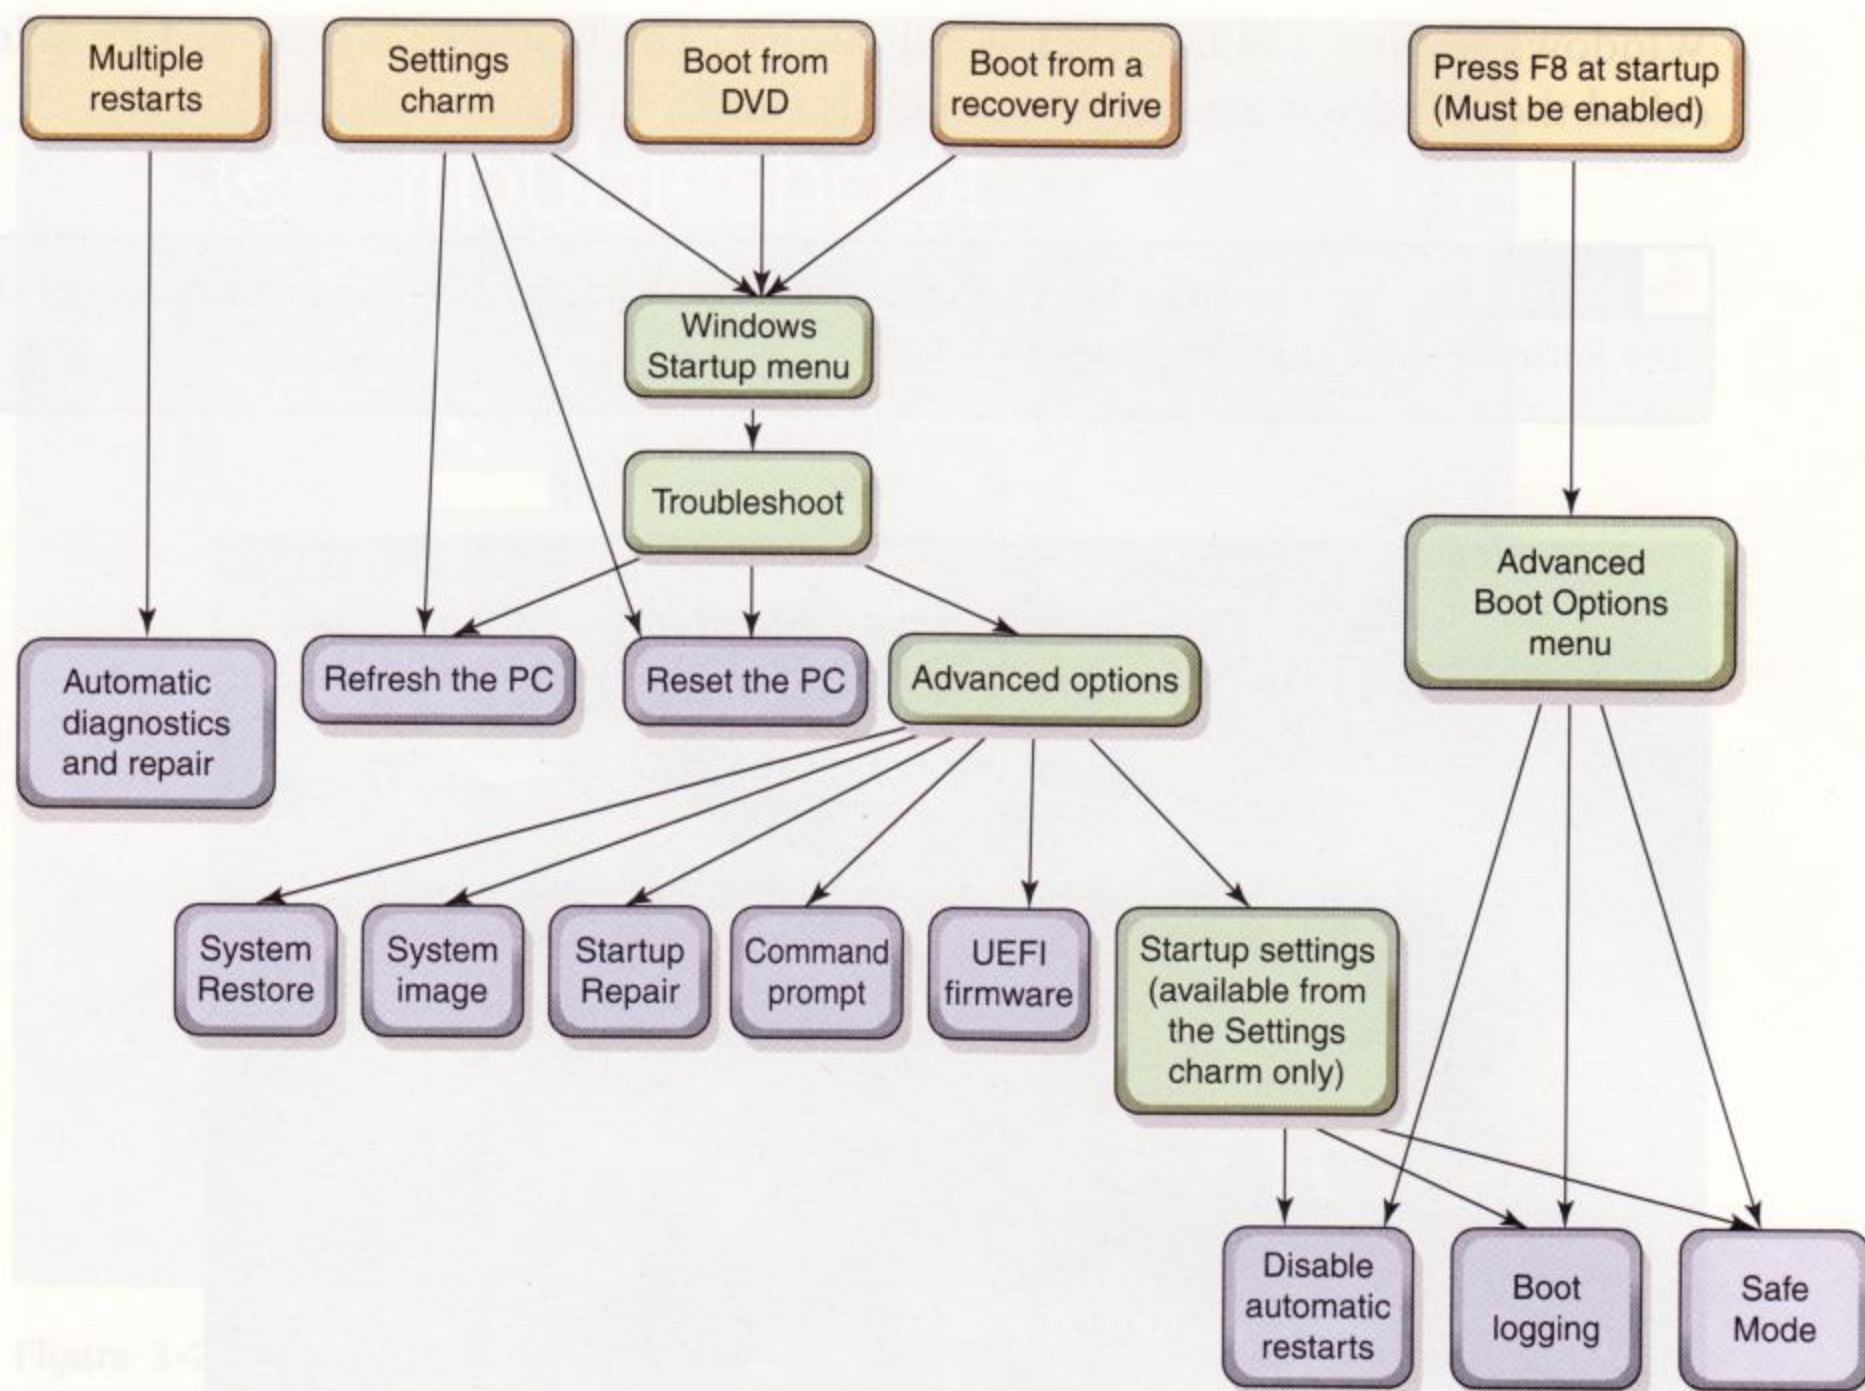 Multiple
restarts
Settings
charm
Boot from
DVD
Boot from a
recovery drive
Press F8 at startup
(Must be enabled)
Windows
Startup menu
Troubleshoot
Advanced
Boot Options
menu
Automatic
diagnostics
and repair
Refresh the PC
Reset the PC
Advanced options
System
Restore
System
image
Startup
Repair
Command
prompt
UEFI
firmware
Startup settings
(available from
the Settings
charm only)
Disable
automatic
restarts
Boot
logging
Safe
Mode